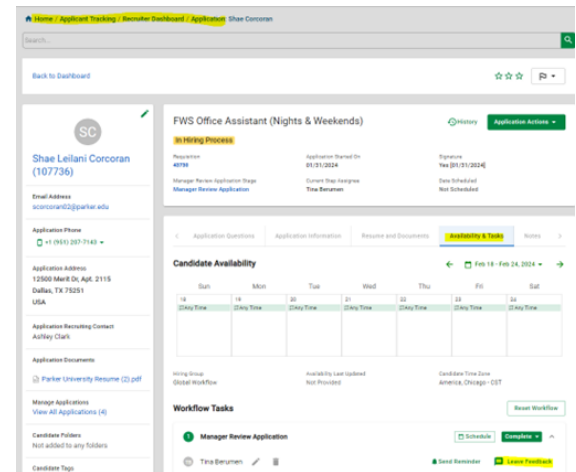 Home / Applicant Tracking / Recruiter Dashboard / Application: Shae Corcoran
Search...
Back to Dashboard
SC
Shae Leilani Corcoran
(107736)
Email Address
scorcoran02@parker.edu
Application Phone
+1 (951) 207-7143
Application Address
12500 Merit Dr, Apt. 2115
Dallas, TX 75251
USA
Application Recruiting Contact
Ashley Clark
Application Documents
Parker University Resume (2).pdf
Manage Applications
View All Applications (4)
Candidate Folders
Not added to any folders
Candidate Tags
FWS Office Assistant (Nights & Weekends)
History
Application Actions
In Hiring Process
Requisition
Application Started On
Signature
40798
01/31/2024
Yes [01/31/2024]
Manager Review Application Stage
Current Step Assignee
Date Scheduled
Manager Review Application
Tina Berumen
Not Scheduled
Application Questions
Application Information
Resume and Documents
Availability & Tasks
Notes
Candidate Availability
Feb 18 - Feb 24, 2024
Sun Mon Tue Wed Thu Fri Sat
18 19 20 21 22 23 24
Any Time Any Time Any Time Any Time Any Time Any Time Any Time
Hiring Group
Availability Last Updated
Candidate Time Zone
Global Workflow
Not Provided
America, Chicago - CST
Workflow Tasks
Reset Workflow
1 Manager Review Application
Schedule
Complete
Tina Berumen
Send Reminder
Leave Feedback